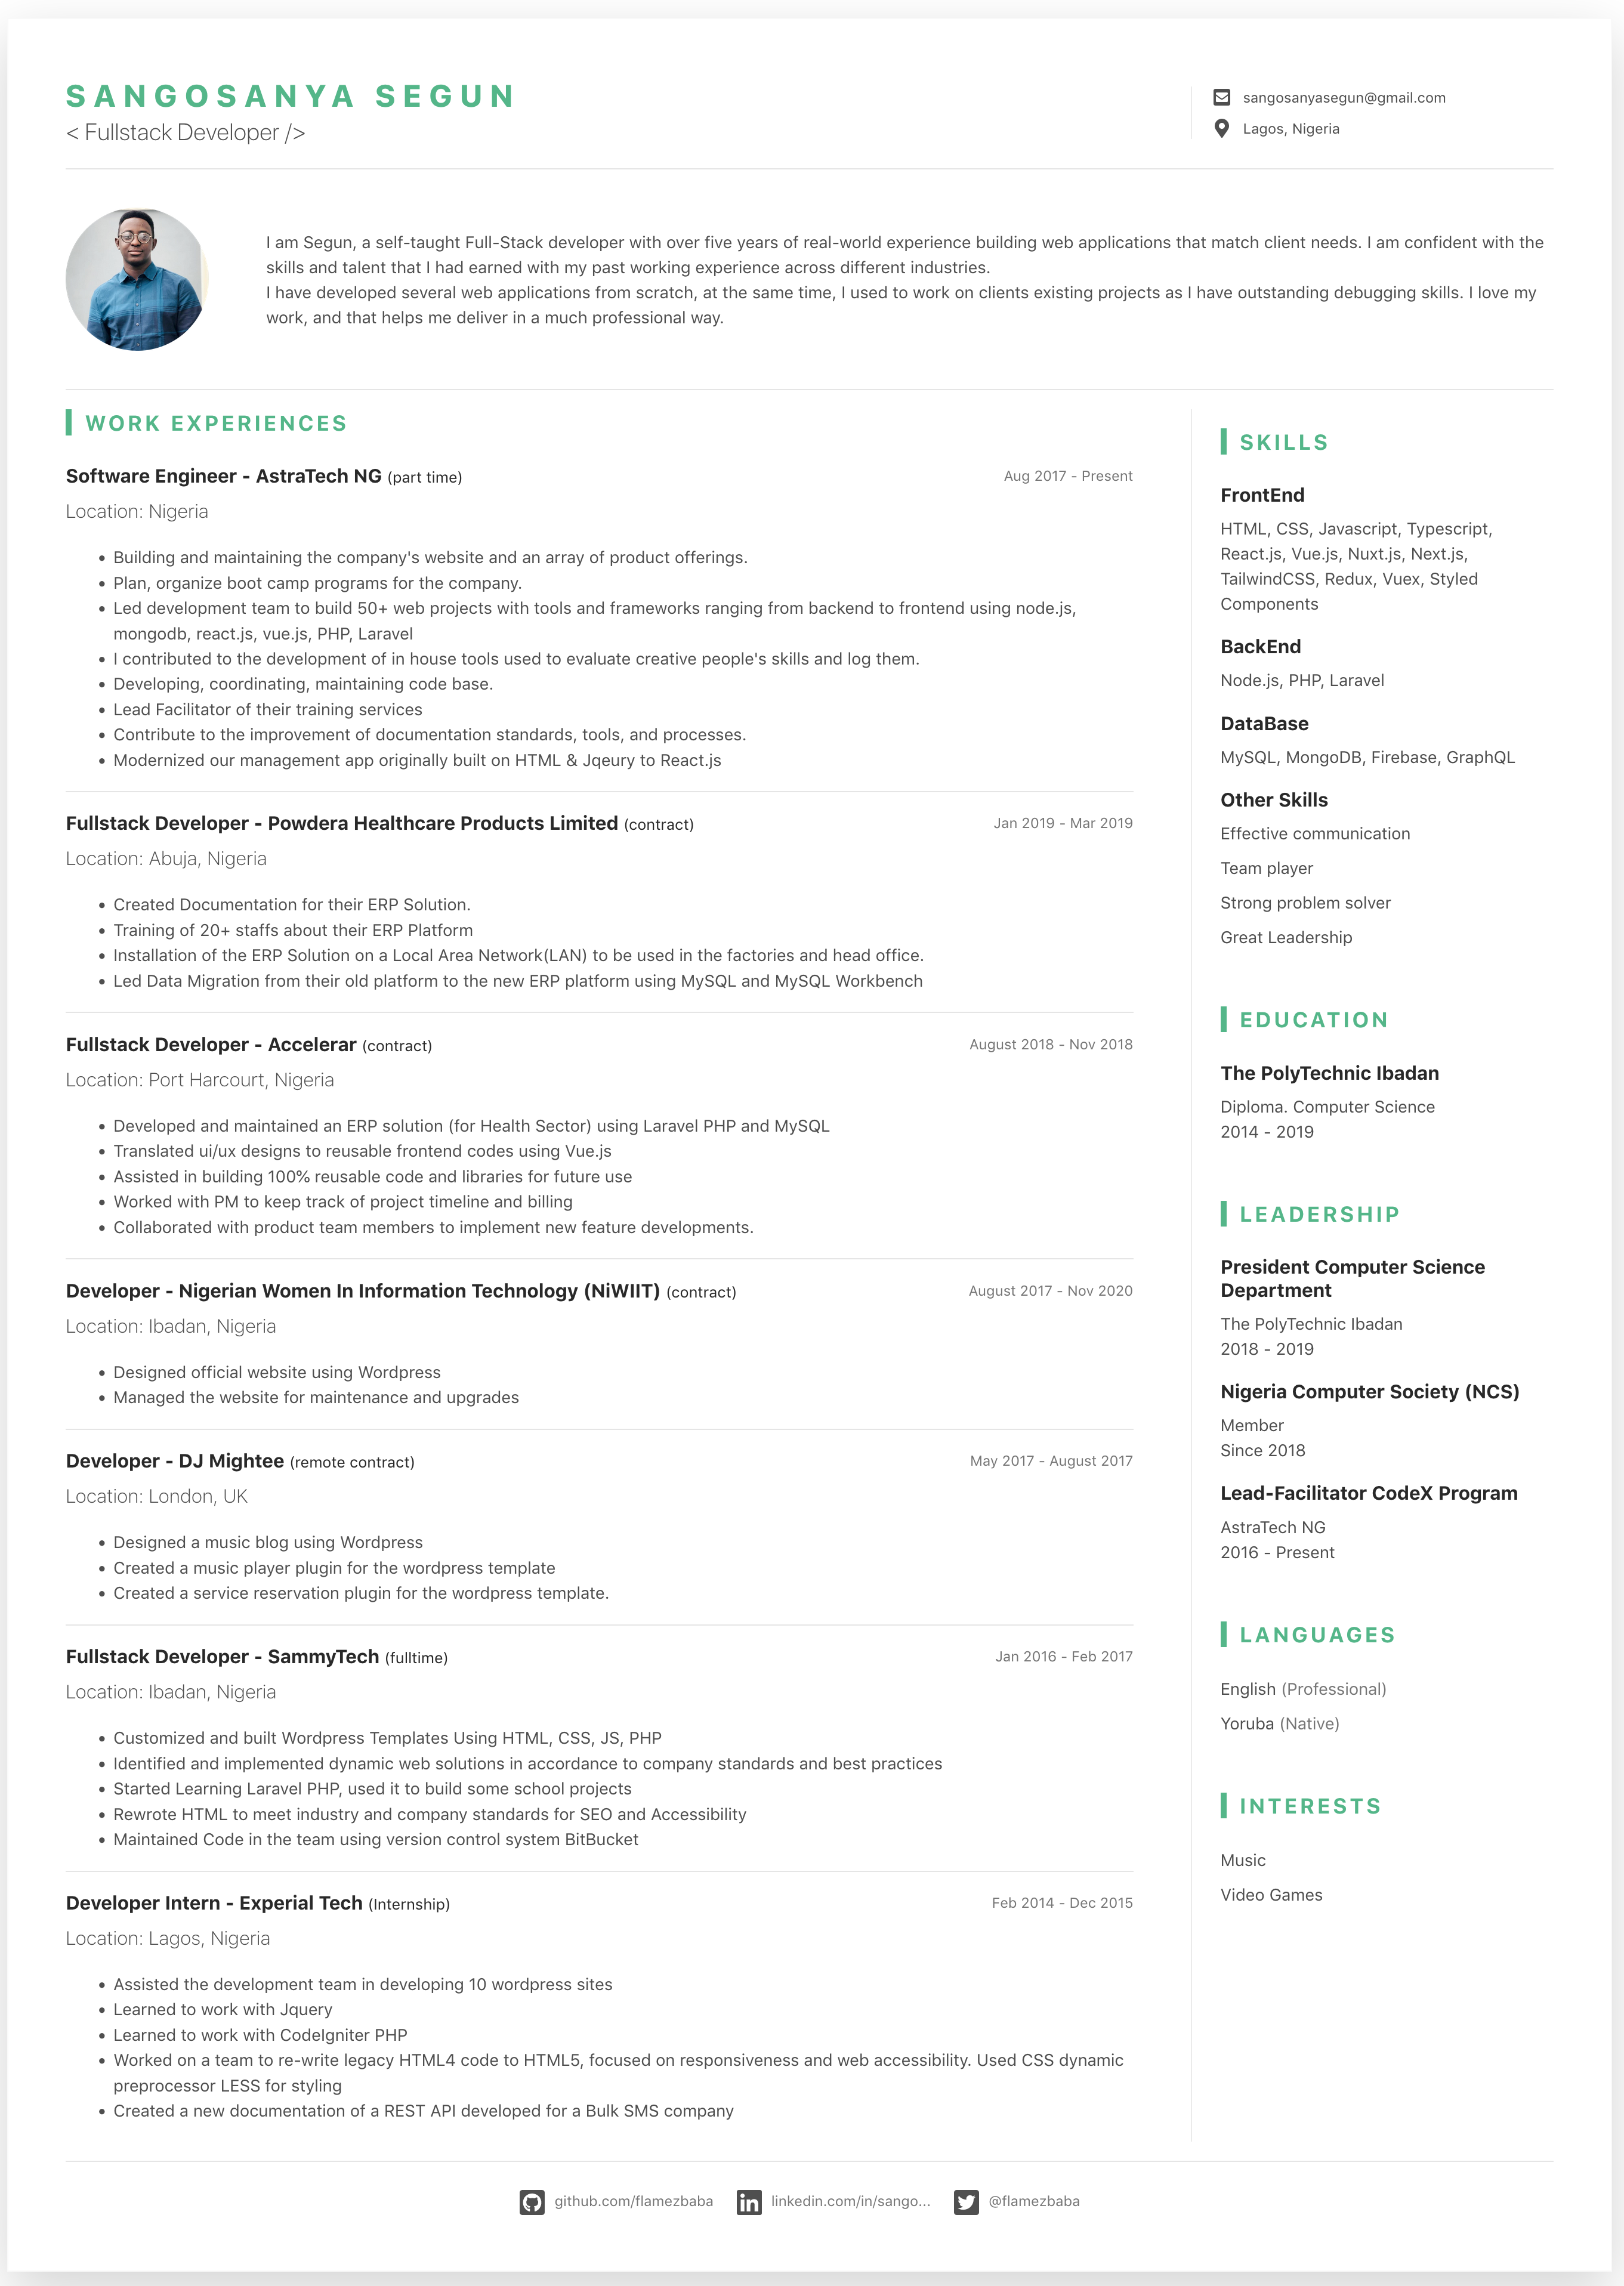 SANGOSANYA SEGUN
< Fullstack Developer />
sangosanyasegun@gmail.com
Lagos, Nigeria
I am Segun, a self-taught Full-Stack developer with over five years of real-world experience building web applications that match client needs. I am confident with the
skills and talent that I had earned with my past working experience across different industries.
I have developed several web applications from scratch, at the same time, I used to work on clients existing projects as I have outstanding debugging skills. I love my
work, and that helps me deliver in a much professional way.
WORK EXPERIENCES
Software Engineer - AstraTech NG (part time)
Aug 2017 - Present
Location: Nigeria
• Building and maintaining the company's website and an array of product offerings.
• Plan, organize boot camp programs for the company.
• Led development team to build 50+ web projects with tools and frameworks ranging from backend to frontend using node.js,
mongodb, react.js, vue.js, PHP, Laravel
• I contributed to the development of in house tools used to evaluate creative people's skills and log them.
• Developing, coordinating, maintaining code base.
• Lead Facilitator of their training services
• Contribute to the improvement of documentation standards, tools, and processes.
• Modernized our management app originally built on HTML & Jqeury to React.js
Fullstack Developer - Powdera Healthcare Products Limited (contract)
Jan 2019 - Mar 2019
Location: Abuja, Nigeria
• Created Documentation for their ERP Solution.
• Training of 20+ staffs about their ERP Platform
• Installation of the ERP Solution on a Local Area Network(LAN) to be used in the factories and head office.
• Led Data Migration from their old platform to the new ERP platform using MySQL and MySQL Workbench
Fullstack Developer - Accelerar (contract)
August 2018 - Nov 2018
Location: Port Harcourt, Nigeria
• Developed and maintained an ERP solution (for Health Sector) using Laravel PHP and MySQL
• Translated ui/ux designs to reusable frontend codes using Vue.js
• Assisted in building 100% reusable code and libraries for future use
• Worked with PM to keep track of project timeline and billing
• Collaborated with product team members to implement new feature developments.
Developer - Nigerian Women In Information Technology (NiWIIT) (contract)
August 2017 - Nov 2020
Location: Ibadan, Nigeria
• Designed official website using Wordpress
• Managed the website for maintenance and upgrades
Developer - DJ Mightee (remote contract)
May 2017 - August 2017
Location: London, UK
• Designed a music blog using Wordpress
• Created a music player plugin for the wordpress template
• Created a service reservation plugin for the wordpress template.
Fullstack Developer - SammyTech (fulltime)
Jan 2016 - Feb 2017
Location: Ibadan, Nigeria
• Customized and built Wordpress Templates Using HTML, CSS, JS, PHP
• Identified and implemented dynamic web solutions in accordance to company standards and best practices
• Started Learning Laravel PHP, used it to build some school projects
• Rewrote HTML to meet industry and company standards for SEO and Accessibility
• Maintained Code in the team using version control system BitBucket
Developer Intern - Experial Tech (Internship)
Feb 2014 - Dec 2015
Location: Lagos, Nigeria
• Assisted the development team in developing 10 wordpress sites
• Learned to work with Jquery
• Learned to work with CodeIgniter PHP
• Worked on a team to re-write legacy HTML4 code to HTML5, focused on responsiveness and web accessibility. Used CSS dynamic
preprocessor LESS for styling
• Created a new documentation of a REST API developed for a Bulk SMS company
SKILLS
FrontEnd
HTML, CSS, Javascript, Typescript,
React.js, Vue.js, Nuxt.js, Next.js,
TailwindCSS, Redux, Vuex, Styled
Components
BackEnd
Node.js, PHP, Laravel
DataBase
MySQL, MongoDB, Firebase, GraphQL
Other Skills
Effective communication
Team player
Strong problem solver
Great Leadership
EDUCATION
The PolyTechnic Ibadan
Diploma. Computer Science
2014 - 2019
LEADERSHIP
President Computer Science
Department
The PolyTechnic Ibadan
2018 - 2019
Nigeria Computer Society (NCS)
Member
Since 2018
Lead-Facilitator CodeX Program
AstraTech NG
2016 - Present
LANGUAGES
English (Professional)
Yoruba (Native)
INTERESTS
Music
Video Games
github.com/flamezbaba
linkedin.com/in/sango...
@flamezbaba